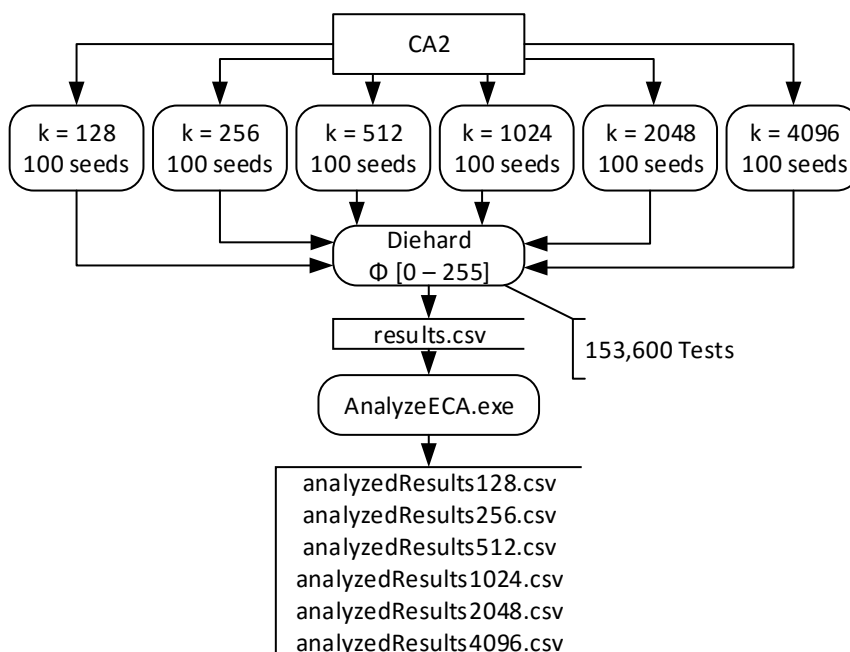 CA2
k = 128
100 seeds
k = 256
100 seeds
k = 512
100 seeds
k = 1024
100 seeds
k = 2048
100 seeds
k = 4096
100 seeds
Diehard
Φ [0 – 255]
results.csv
153,600 Tests
AnalyzeECA.exe
analyzedResults128.csv
analyzedResults256.csv
analyzedResults512.csv
analyzedResults1024.csv
analyzedResults2048.csv
analyzedResults4096.csv